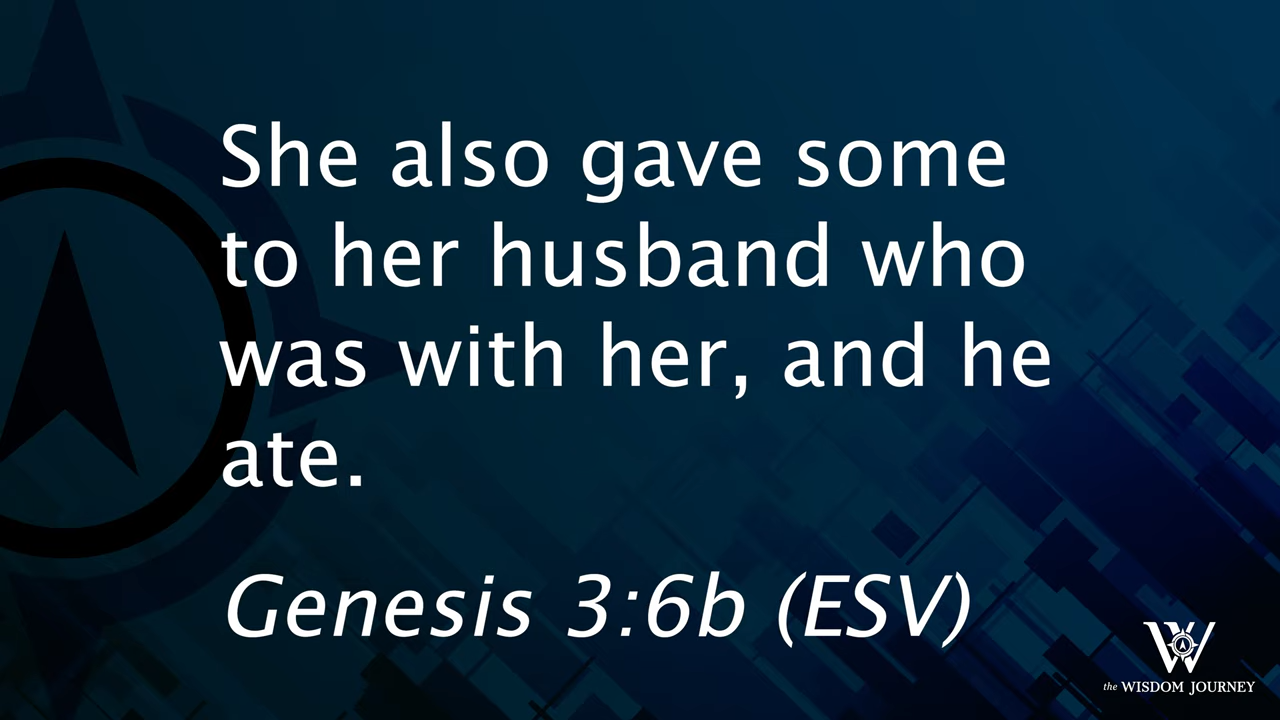 She also gave some
to her husband who
was with her, and he
ate.
Genesis 3:6b (ESV)
W
the WISDOM JOURNEY